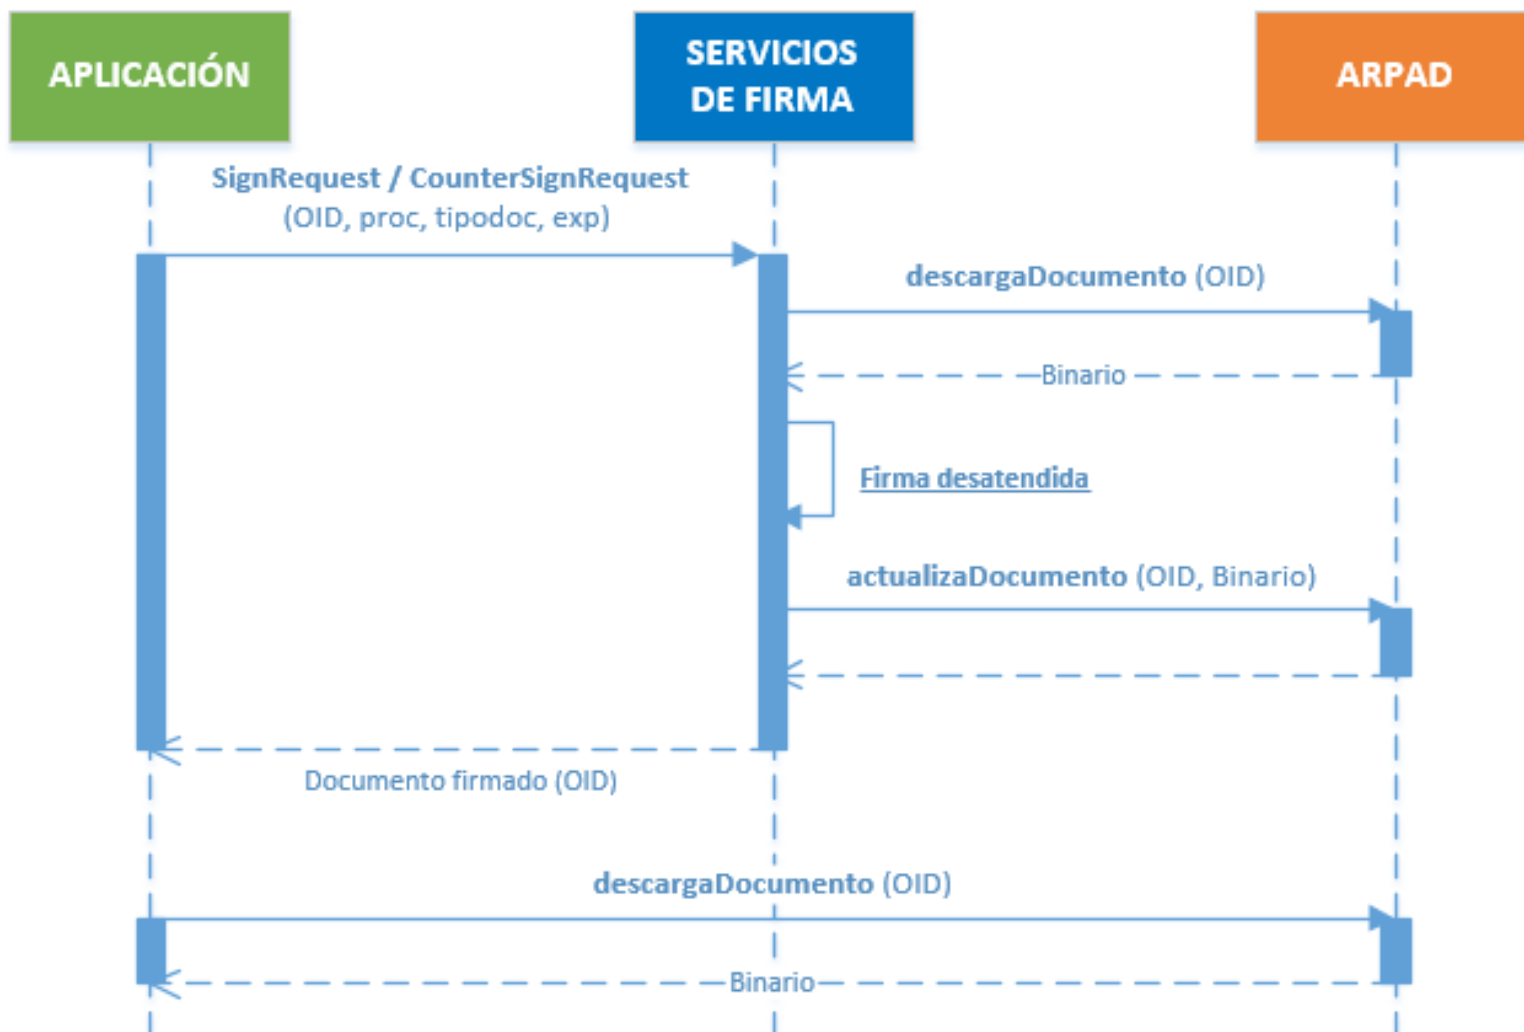 APLICACIÓN
SERVICIOS
DE FIRMA
ARPAD
SignRequest / CounterSignRequest
(OID, proc, tipodoc, exp)
descargaDocumento (OID)
Binario
Firma desatendida
actualizaDocumento (OID, Binario)
Documento firmado (OID)
descargaDocumento (OID)
Binario